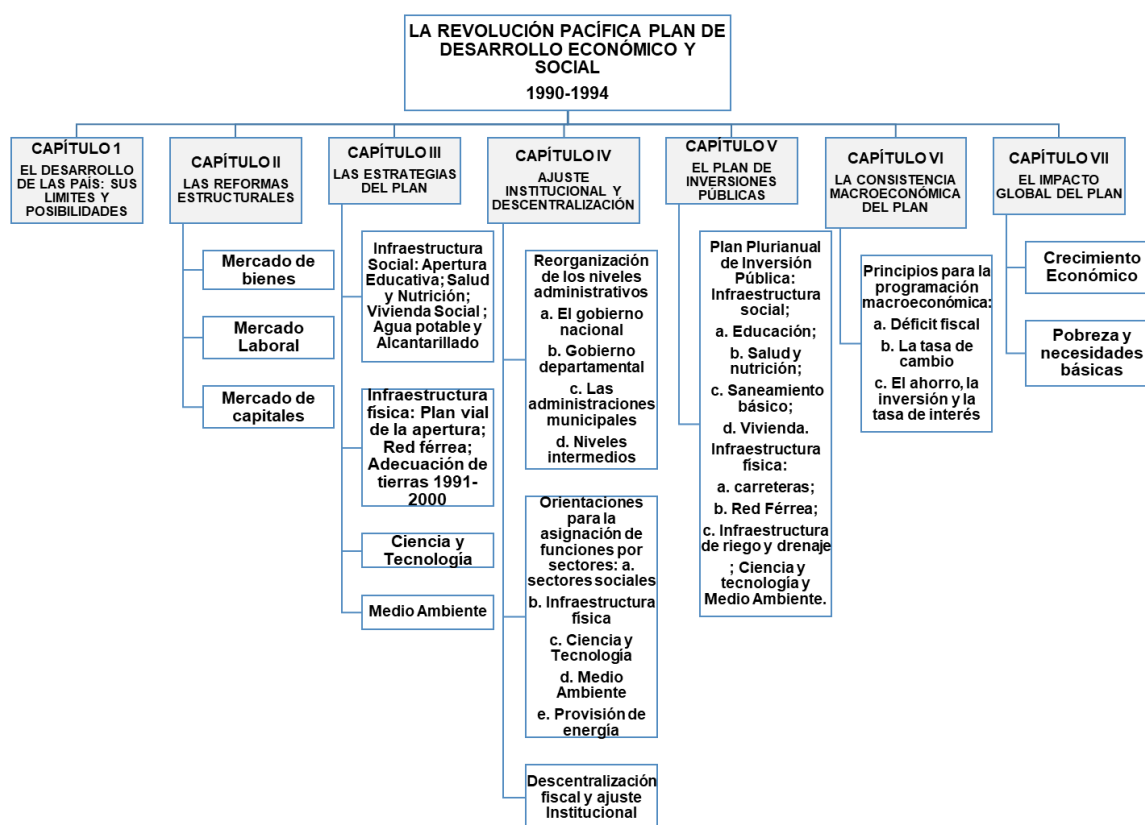 LA REVOLUCIÓN PACÍFICA PLAN DE
DESARROLLO ECONÓMICO Y
SOCIAL
1990-1994
CAPÍTULO 1
EL DESARROLLO
DE LAS PAÍS: SUS
LIMITES Y
POSIBILIDADES
CAPÍTULO II
LAS REFORMAS
ESTRUCTURALES
Mercado de
bienes
Mercado
Laboral
Mercado de
capitales
CAPÍTULO III
LAS ESTRATEGIAS
DEL PLAN
Infraestructura
Social: Apertura
Educativa; Salud
y Nutrición;
Vivienda Social ;
Agua potable y
Alcantarillado
Infraestructura
física: Plan vial
de la apertura;
Red férrea;
Adecuación de
tierras 1991-
2000
Ciencia y
Tecnología
Medio Ambiente
CAPÍTULO IV
AJUSTE
INSTITUCIONAL Y
DESCENTRALIZACIÓN
Reorganización
de los niveles
administrativos
a. El gobierno
nacional
b. Gobierno
departamental
c. Las
administraciones
municipales
d. Niveles
intermedios
Orientaciones
para la
asignación de
funciones por
sectores: a.
sectores sociales
b. Infraestructura
física
c. Ciencia y
Tecnología
d. Medio
Ambiente
e. Provisión de
energía
Descentralización
fiscal y ajuste
Institucional
CAPÍTULO V
EL PLAN DE
INVERSIONES
PÚBLICAS
Plan Plurianual
de Inversión
Pública:
Infraestructura
social;
a. Educación;
b. Salud y
nutrición;
c. Saneamiento
básico;
d. Vivienda.
Infraestructura
física:
a. carreteras;
b. Red Férrea;
c. Infraestructura
de riego y drenaje
; Ciencia y
tecnología y
Medio Ambiente.
CAPÍTULO VI
LA CONSISTENCIA
MACROECONÓMICA
DEL PLAN
Principios para la
programación
macroeconómica:
a. Déficit fiscal
b. La tasa de
cambio
c. El ahorro, la
inversión y la
tasa de interés
CAPÍTULO VII
EL IMPACTO
GLOBAL DEL PLAN
Crecimiento
Económico
Pobreza y
necesidades
básicas